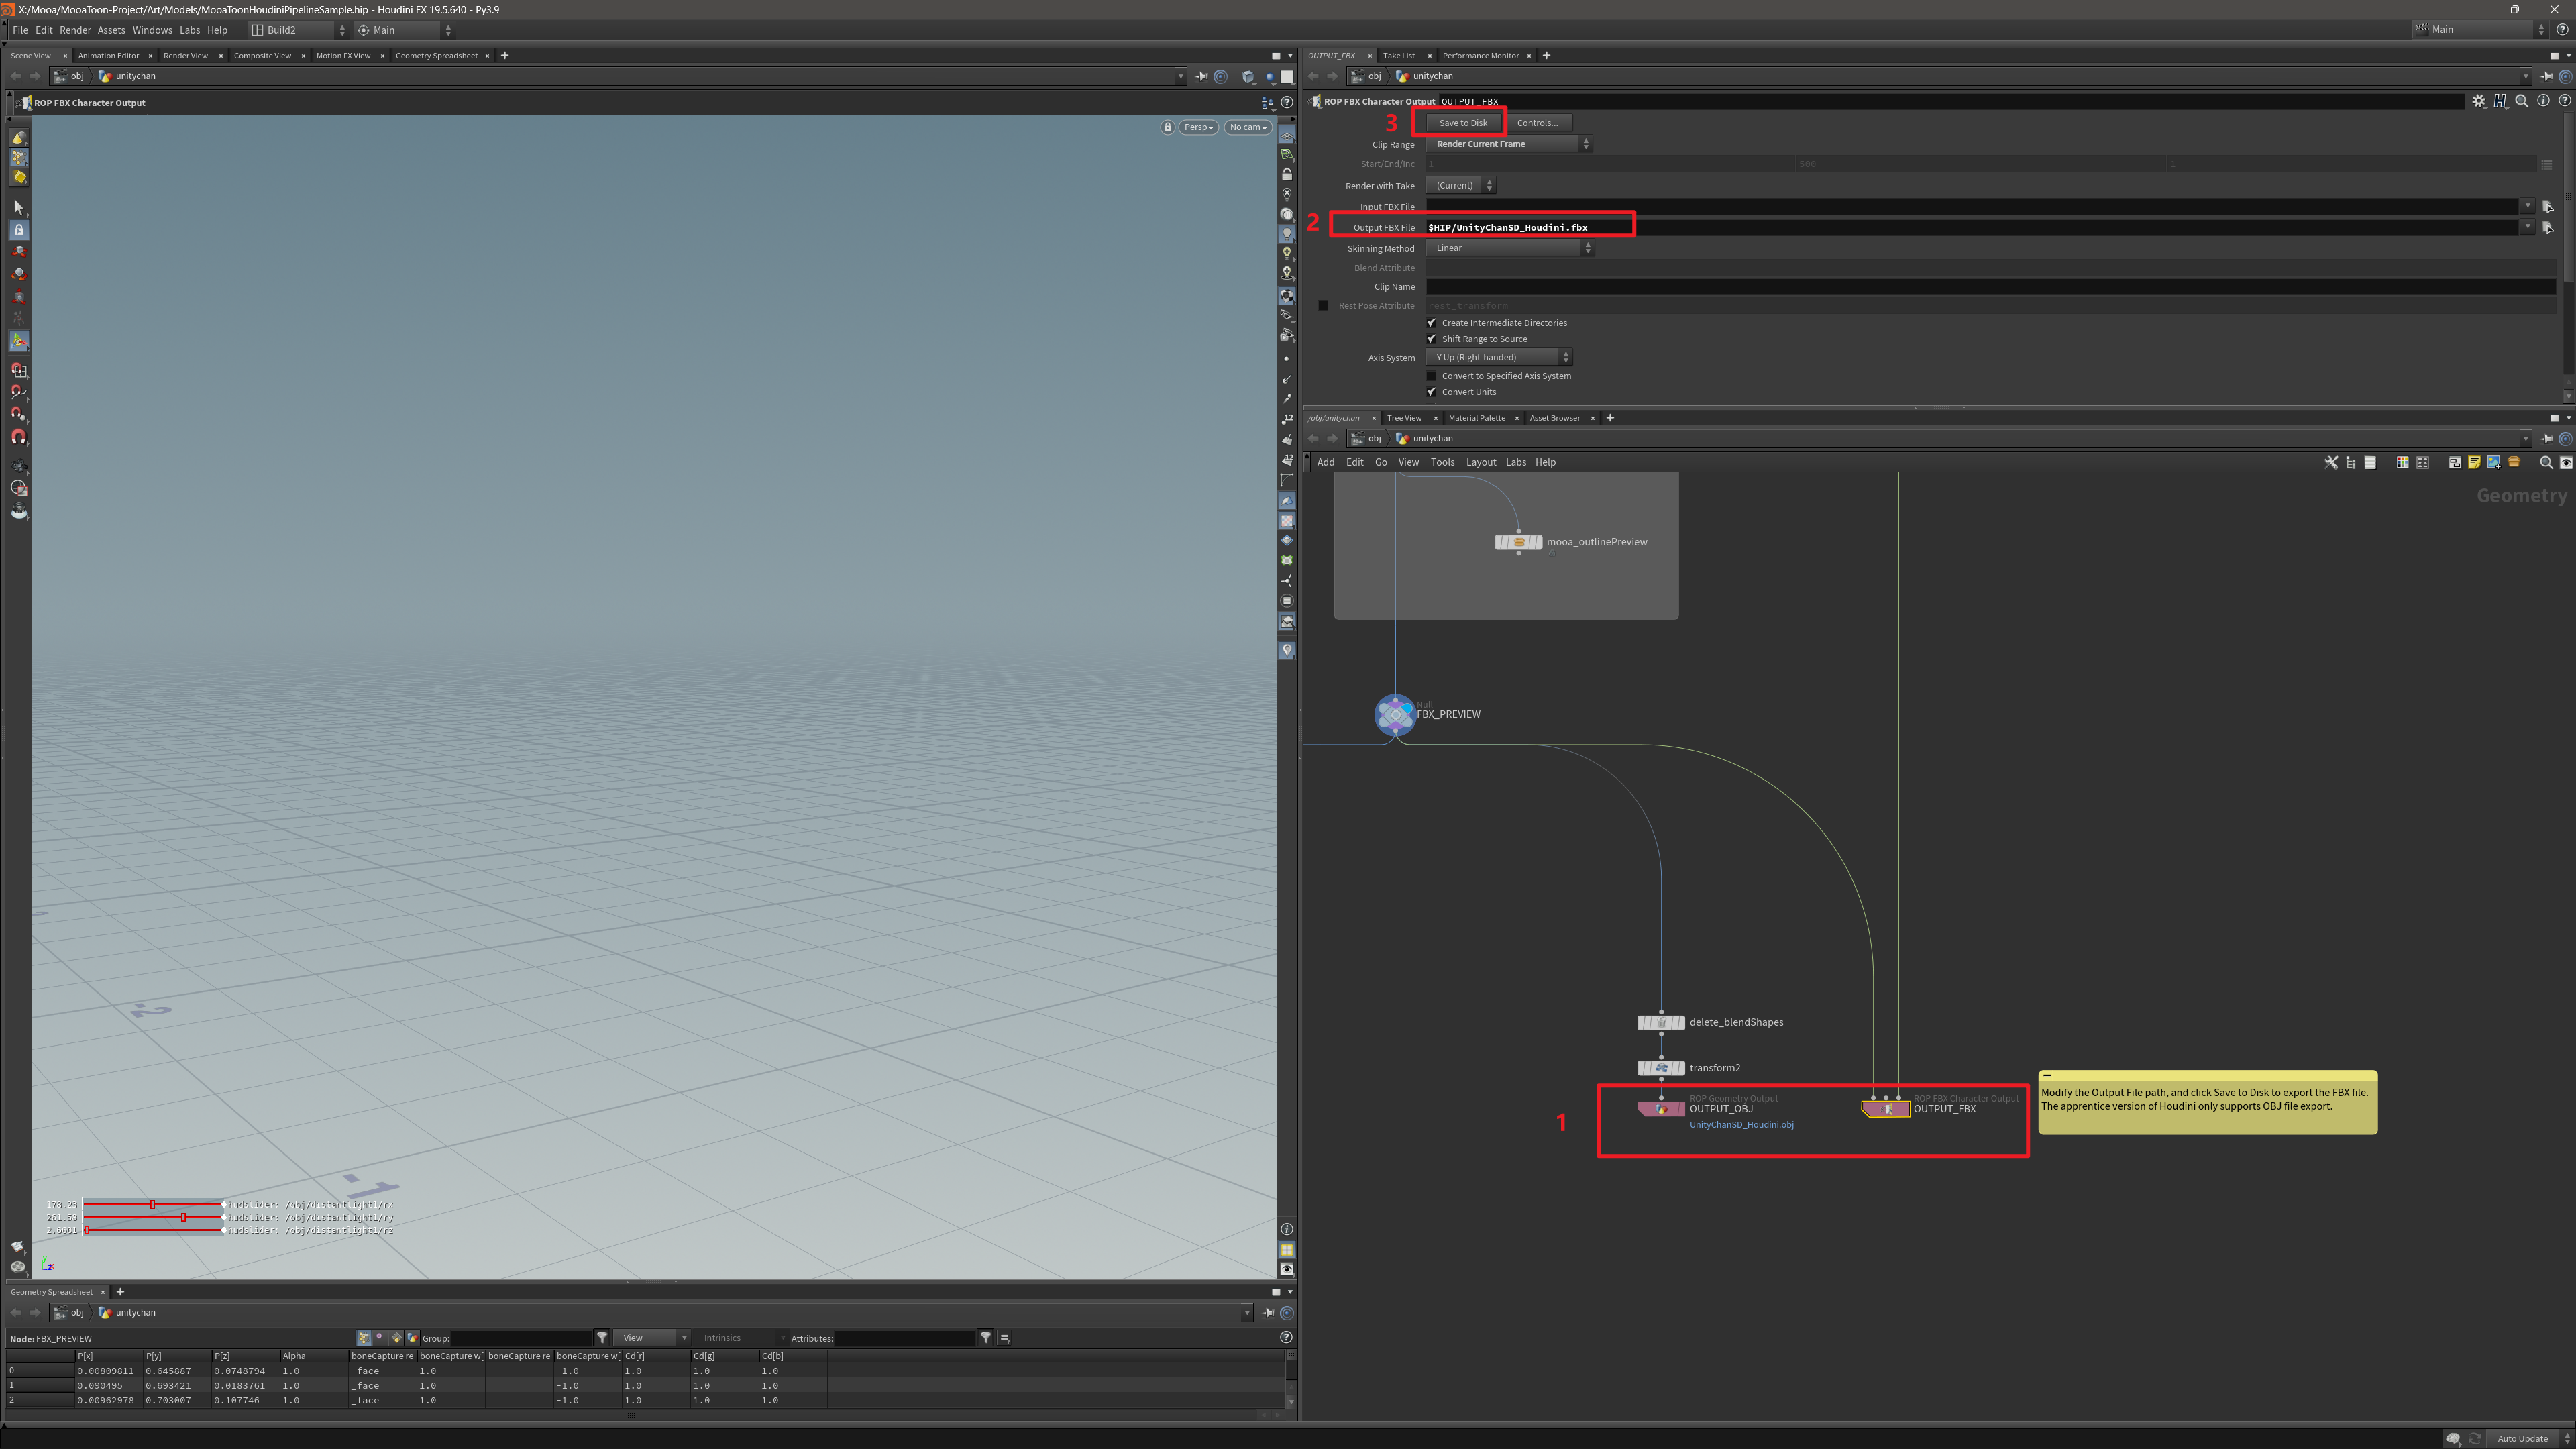 X:/Mooa/MooaToon-Project/Art/Models/MooaToonHoudiniPipelineSample.hip - Houdini FX 19.5.640 - Py3.9
File Edit Render Assets Windows Labs Help Build2 Main Main
Scene View Animation Editor Render View Composite View Motion FX View Geometry Spreadsheet
obj unitychan
ROP FBX Character Output
Persp No cam
178.23 hudslider: /obj/distantlight1/rx
261.58 hudslider: /obj/distantlight1/ry
2.6601 hudslider: /obj/distantlight1/rz
Geometry Spreadsheet
obj unitychan
Node: FBX_PREVIEW Group: View Intrinsics Attributes:
P[x] P[y] P[z] Alpha boneCapture re boneCapture w[ boneCapture re boneCapture w[ Cd[r] Cd[g] Cd[b]
0 0.00809811 0.645887 0.0748794 1.0 _face 1.0 -1.0 1.0 1.0 1.0
1 0.090495 0.693421 0.0183761 1.0 _face 1.0 -1.0 1.0 1.0 1.0
2 0.00962978 0.703007 0.107746 1.0 _face 1.0 -1.0 1.0 1.0 1.0
OUTPUT_FBX Take List Performance Monitor
obj unitychan
ROP FBX Character Output OUTPUT_FBX
3 Save to Disk Controls...
Clip Range Render Current Frame
Start/End/Inc 1 500 1
Render with Take (Current)
Input FBX File
2 Output FBX File $HIP/UnityChanSD_Houdini.fbx
Skinning Method Linear
Blend Attribute
Clip Name
Rest Pose Attribute rest_transform
Create Intermediate Directories
Shift Range to Source
Axis System Y Up (Right-handed)
Convert to Specified Axis System
Convert Units
/obj/unitychan Tree View Material Palette Asset Browser
obj unitychan
Add Edit Go View Tools Layout Labs Help
Geometry
mooa_outlinePreview
Null
FBX_PREVIEW
delete_blendShapes
transform2
1
ROP Geometry Output
OUTPUT_OBJ
UnityChanSD_Houdini.obj
ROP FBX Character Output
OUTPUT_FBX
Modify the Output File path, and click Save to Disk to export the FBX file.
The apprentice version of Houdini only supports OBJ file export.
Auto Update